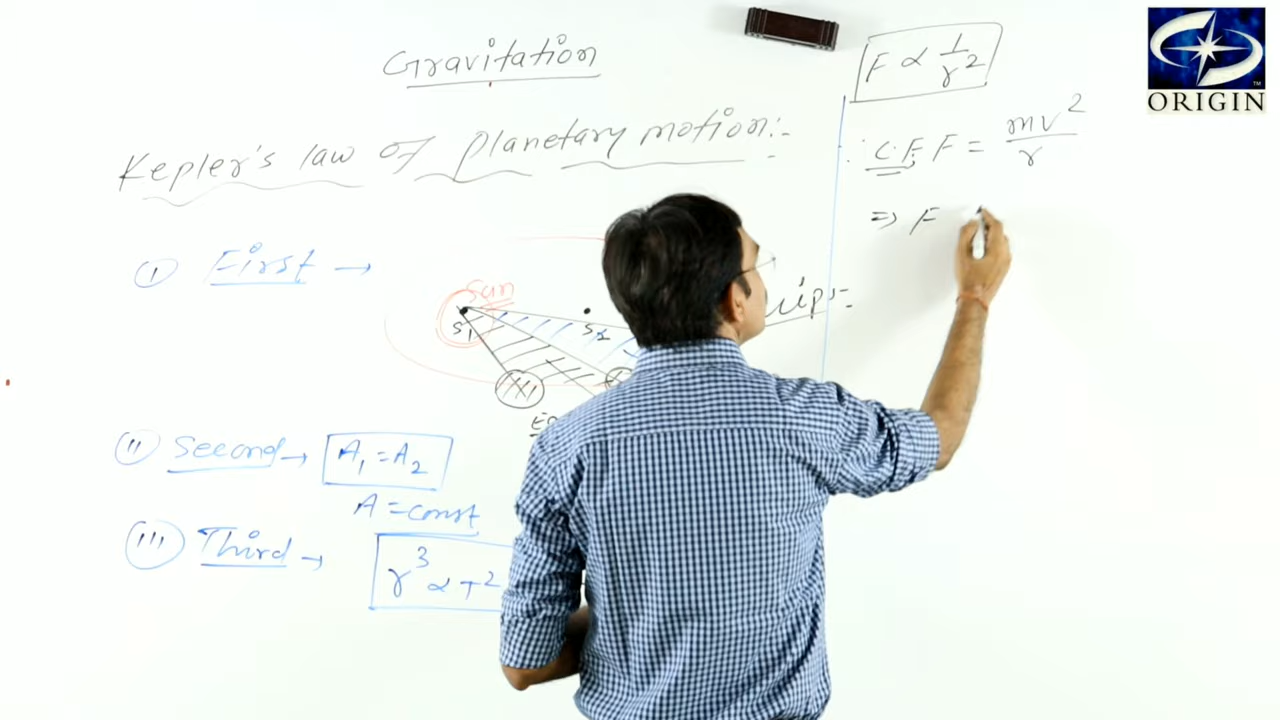 Gravitation
Kepler's law of planetary motion:-
(i) First →
Sun
S1
S2
(ii) Second → A₁ = A₂
A = const
(iii) Third → r³ ∝ T²
F ∝ 1/r²
∵ C.F, F = mv²/r
⇒ F
ORIGIN
TM